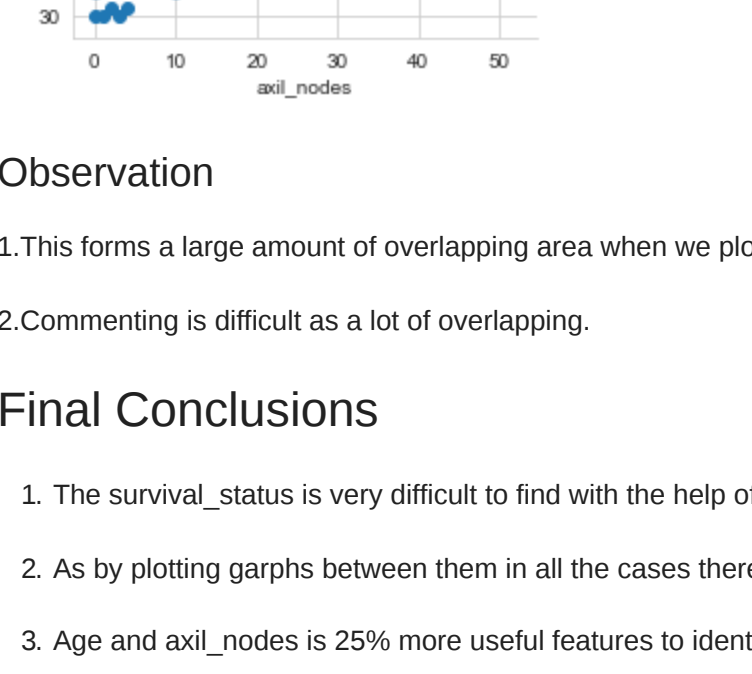 30
0 10 20 30 40 50
axil_nodes
Observation
1.This forms a large amount of overlapping area when we plo
2.Commenting is difficult as a lot of overlapping.
Final Conclusions
1. The survival_status is very difficult to find with the help of
2. As by plotting garphs between them in all the cases there
3. Age and axil_nodes is 25% more useful features to ident